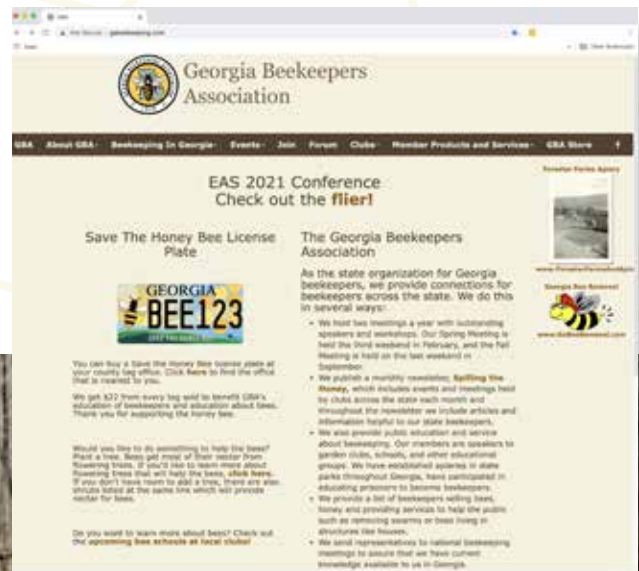 Georgia Beekeepers
Association
GBA About GBA Beekeeping In Georgia Events Join Forum Clubs Member Products and Services GBA Store f
EAS 2021 Conference
Check out the flier!
Save The Honey Bee License
Plate
GEORGIA
BEE123
You can buy a Save the Honey Bee license plate at
your county tag office. Click here to find the office
that is nearest to you.
We get $22 from every tag sold to benefit GBA's
education of beekeepers and education about bees.
Thank you for supporting the honey bee.
Would you like to do something to help the bees?
Plant a tree. Bees get most of their nectar from
flowering trees. If you'd like to learn more about
flowering trees that will help the bees, click here.
If you don't have room to add a tree, there are also
shrubs listed at the same link which will provide
nectar for bees.
Do you want to learn more about bees? Check out
the upcoming bee schools at local clubs!
The Georgia Beekeepers
Association
As the state organization for Georgia
beekeepers, we provide connections for
beekeepers across the state. We do this
in several ways:
• We host two meetings a year with outstanding
speakers and workshops. Our Spring Meeting is
held the third weekend in February, and the Fall
Meeting is held on the last weekend in
September.
• We publish a monthly newsletter, Spilling the
Honey, which includes events and meetings held
by clubs across the state each month and
throughout the newsletter we include articles and
information helpful to our state beekeepers.
• We also provide public education and service
about beekeeping. Our members are speakers to
garden clubs, schools, and other educational
groups. We have established apiaries in state
parks throughout Georgia, have participated in
educating prisoners to become beekeepers.
• We provide a list of beekeepers selling bees,
honey and providing services to help the public
such as removing swarms or bees living in
structures like houses.
• We send representatives to national beekeeping
meetings to assure that we have current
knowledge available to us in Georgia.
Georgia Bee Removal